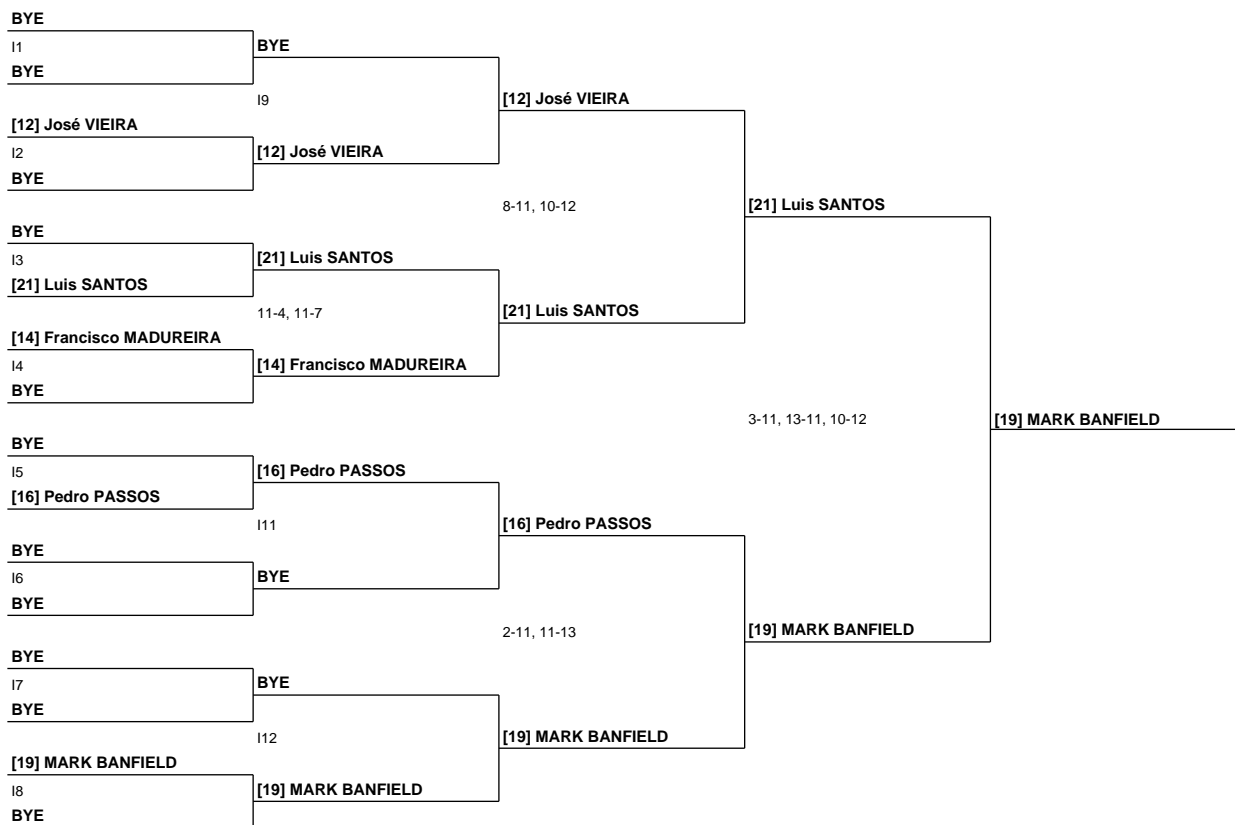 BYE
I1
BYE
BYE
I9
[12] José VIEIRA
[12] José VIEIRA
I2
[12] José VIEIRA
BYE
8-11, 10-12
[21] Luis SANTOS
BYE
I3
[21] Luis SANTOS
[21] Luis SANTOS
11-4, 11-7
[21] Luis SANTOS
[14] Francisco MADUREIRA
I4
[14] Francisco MADUREIRA
BYE
3-11, 13-11, 10-12
[19] MARK BANFIELD
BYE
I5
[16] Pedro PASSOS
[16] Pedro PASSOS
I11
[16] Pedro PASSOS
BYE
I6
BYE
BYE
2-11, 11-13
[19] MARK BANFIELD
BYE
I7
BYE
BYE
I12
[19] MARK BANFIELD
[19] MARK BANFIELD
I8
[19] MARK BANFIELD
BYE